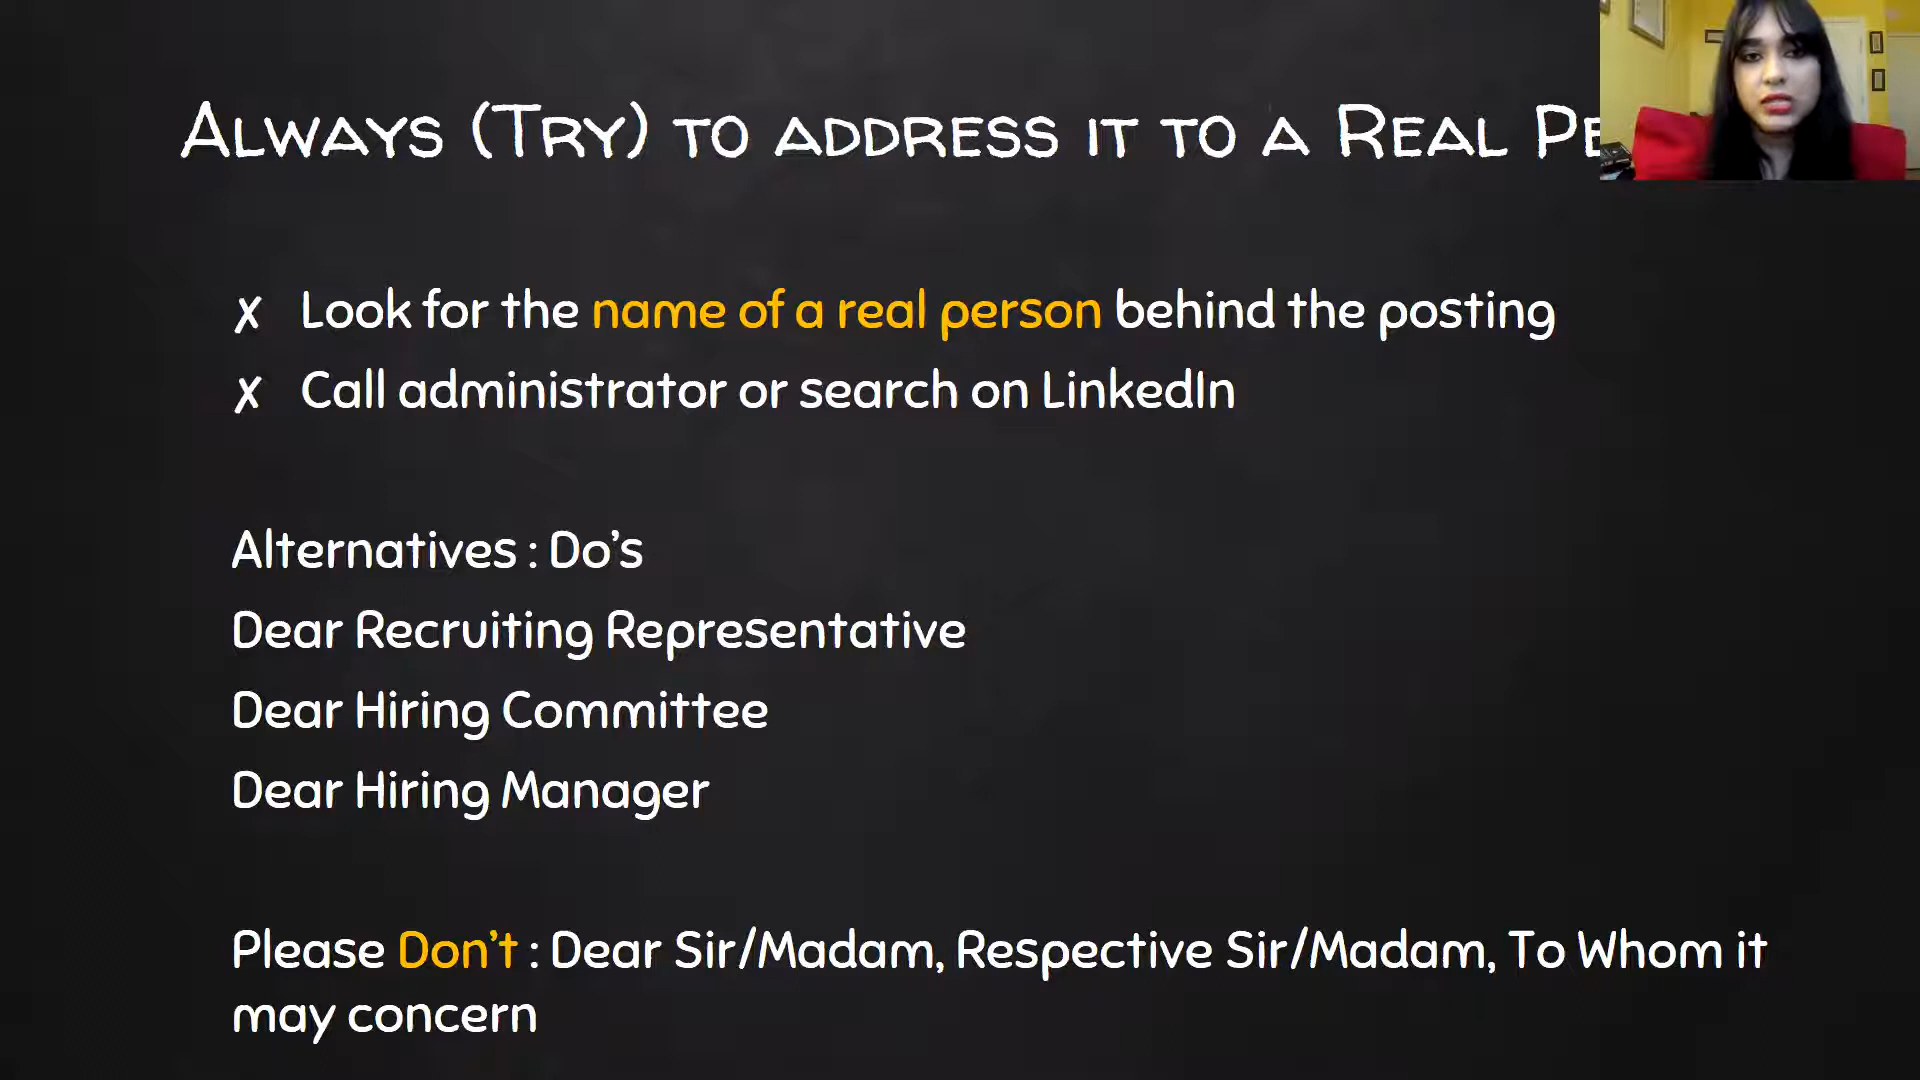 Always (Try) to address it to a Real
✗ Look for the name of a real person behind the posting
✗ Call administrator or search on LinkedIn
Alternatives : Do’s
Dear Recruiting Representative
Dear Hiring Committee
Dear Hiring Manager
Please Don’t : Dear Sir/Madam, Respective Sir/Madam, To Whom it
may concern